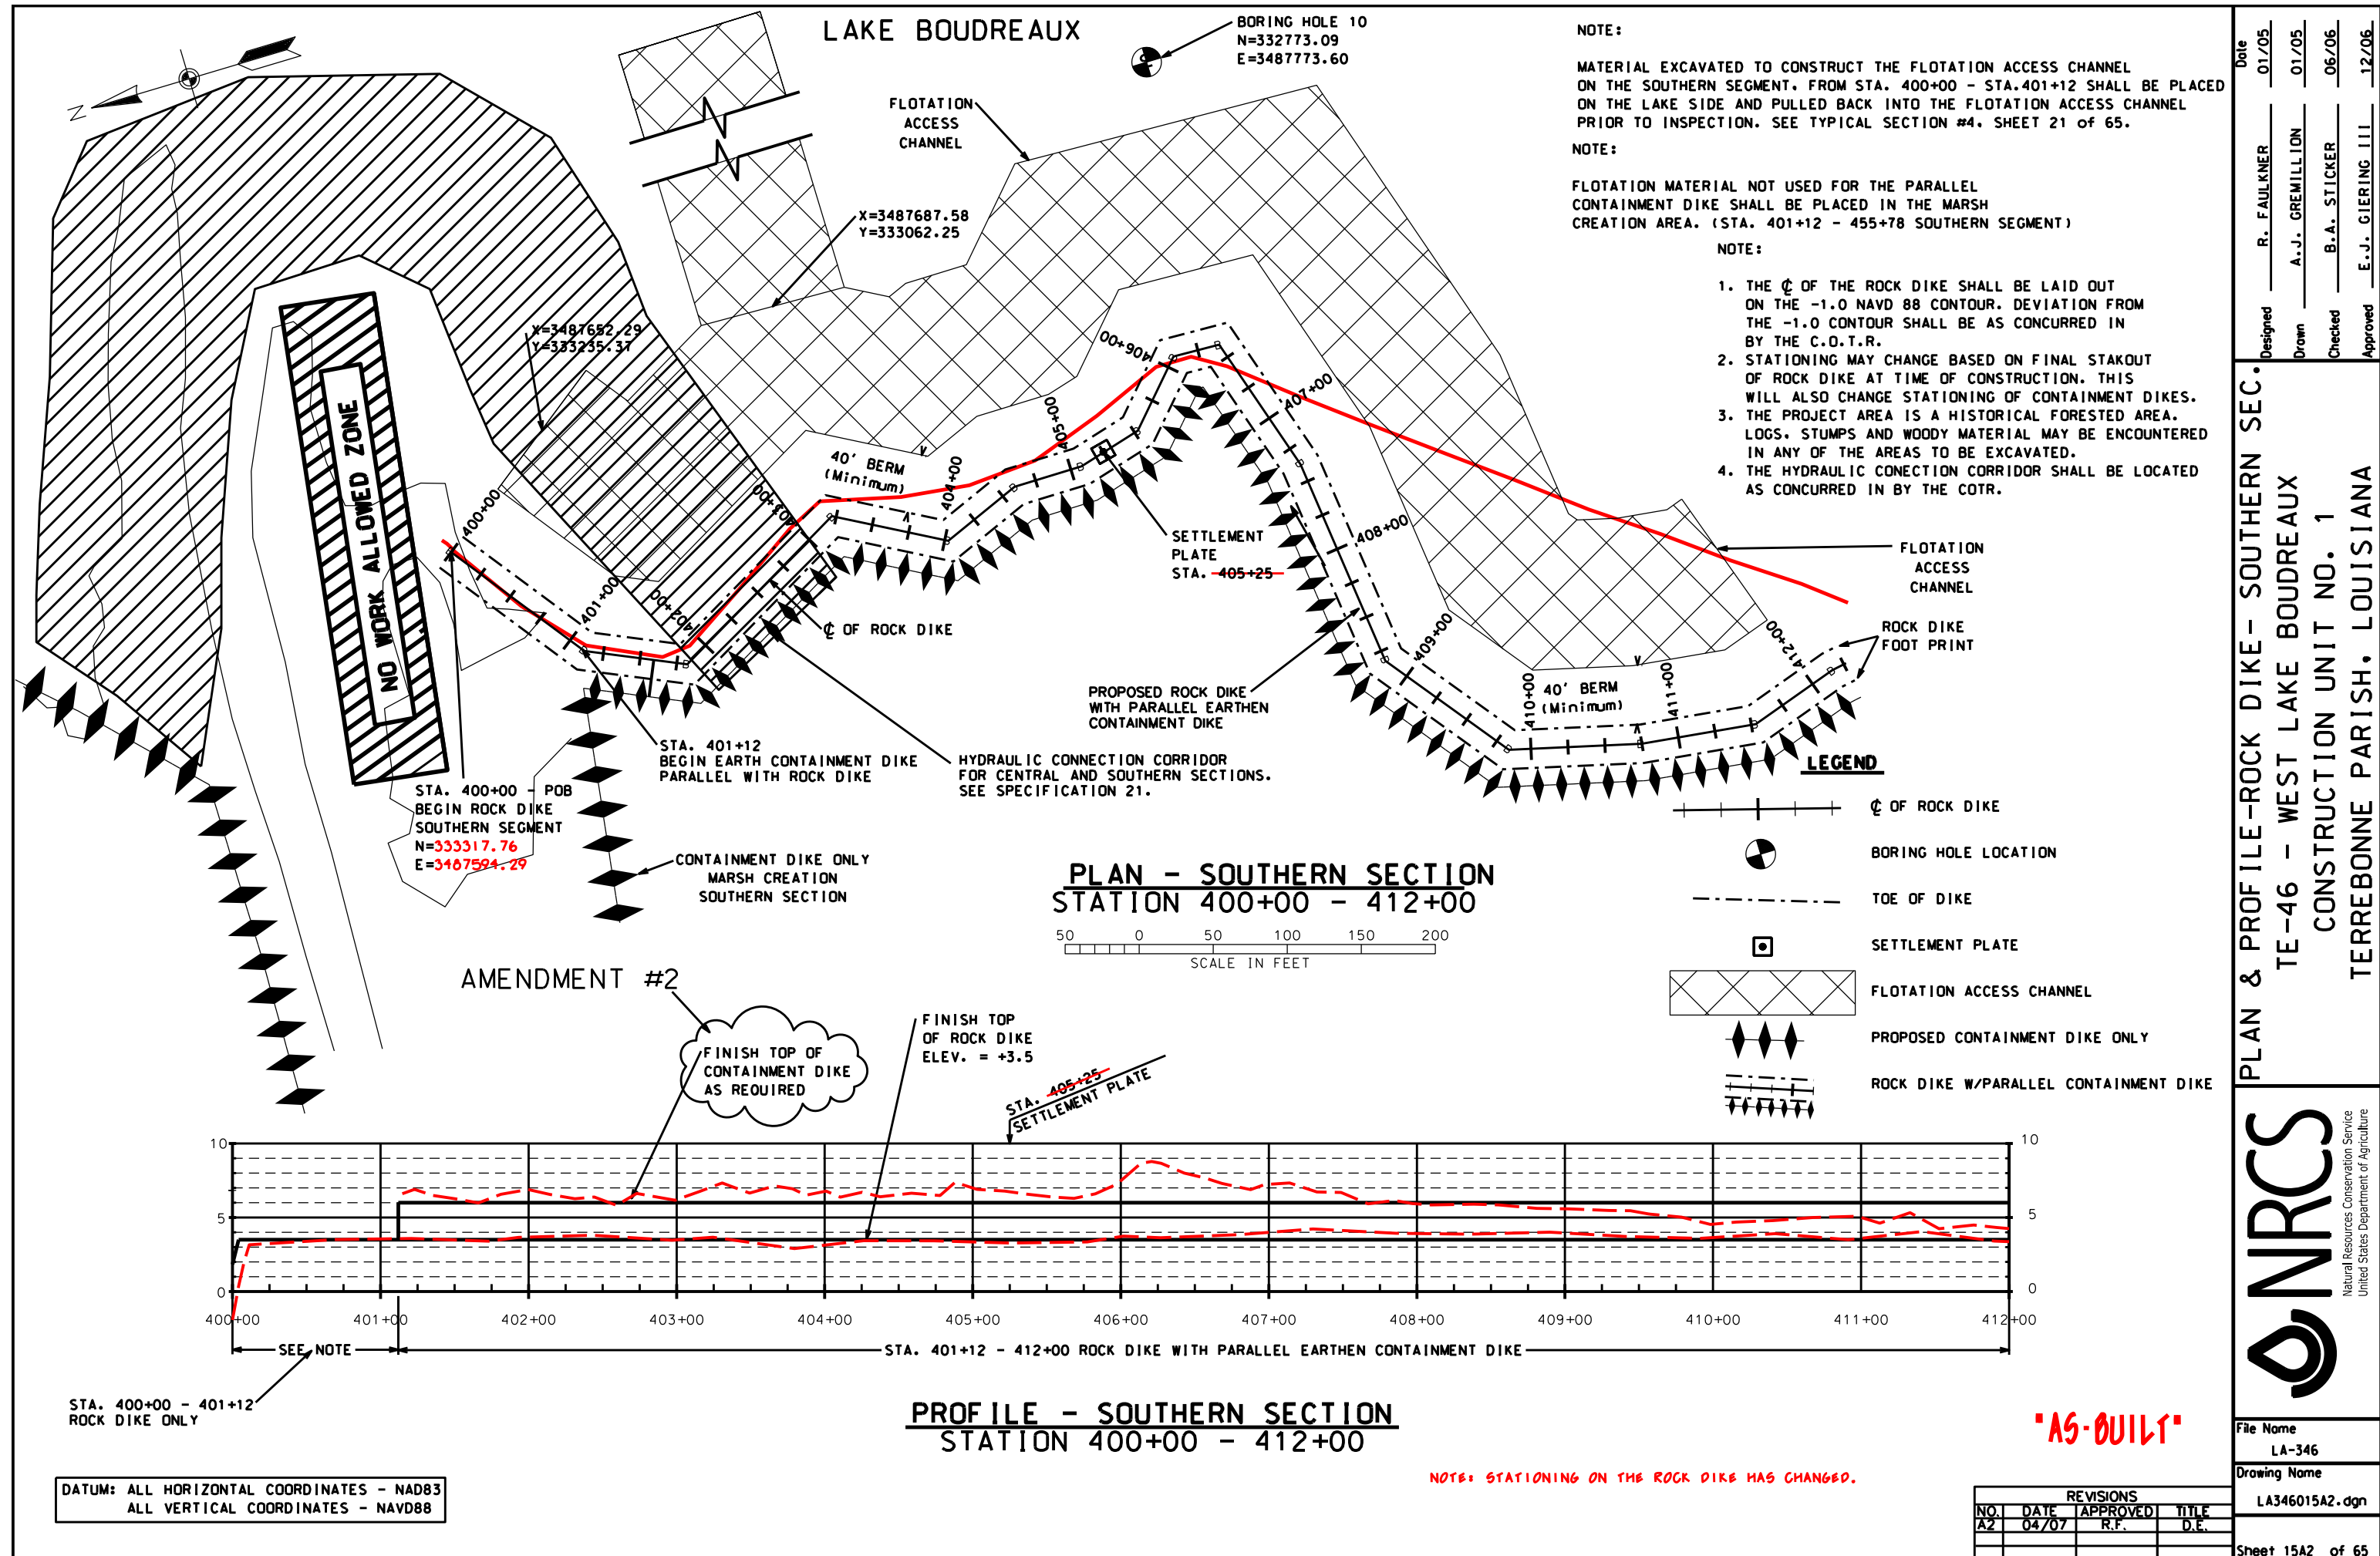 LAKE BOUDREAUX
BORING HOLE 10
N=332773.09
E=3487773.60
N
FLOTATION
ACCESS
CHANNEL
X=3487687.58
Y=333062.25
X=3487652.29
Y=333235.37
NO WORK ALLOWED ZONE
400+00
401+00
402+00
403+00
404+00
405+00
406+00
407+00
408+00
409+00
410+00
411+00
412+00
40' BERM
(Minimum)
SETTLEMENT
PLATE
STA. 405+25
℄ OF ROCK DIKE
PROPOSED ROCK DIKE
WITH PARALLEL EARTHEN
CONTAINMENT DIKE
40' BERM
(Minimum)
FLOTATION
ACCESS
CHANNEL
ROCK DIKE
FOOT PRINT
STA. 401+12
BEGIN EARTH CONTAINMENT DIKE
PARALLEL WITH ROCK DIKE
HYDRAULIC CONNECTION CORRIDOR
FOR CENTRAL AND SOUTHERN SECTIONS.
SEE SPECIFICATION 21.
STA. 400+00 - POB
BEGIN ROCK DIKE
SOUTHERN SEGMENT
N=333317.76
E=3487594.29
CONTAINMENT DIKE ONLY
MARSH CREATION
SOUTHERN SECTION
NOTE:
MATERIAL EXCAVATED TO CONSTRUCT THE FLOTATION ACCESS CHANNEL
ON THE SOUTHERN SEGMENT. FROM STA. 400+00 - STA.401+12 SHALL BE PLACED
ON THE LAKE SIDE AND PULLED BACK INTO THE FLOTATION ACCESS CHANNEL
PRIOR TO INSPECTION. SEE TYPICAL SECTION #4. SHEET 21 of 65.
NOTE:
FLOTATION MATERIAL NOT USED FOR THE PARALLEL
CONTAINMENT DIKE SHALL BE PLACED IN THE MARSH
CREATION AREA. (STA. 401+12 - 455+78 SOUTHERN SEGMENT)
NOTE:
1. THE ℄ OF THE ROCK DIKE SHALL BE LAID OUT
ON THE -1.0 NAVD 88 CONTOUR. DEVIATION FROM
THE -1.0 CONTOUR SHALL BE AS CONCURRED IN
BY THE C.O.T.R.
2. STATIONING MAY CHANGE BASED ON FINAL STAKOUT
OF ROCK DIKE AT TIME OF CONSTRUCTION. THIS
WILL ALSO CHANGE STATIONING OF CONTAINMENT DIKES.
3. THE PROJECT AREA IS A HISTORICAL FORESTED AREA.
LOGS. STUMPS AND WOODY MATERIAL MAY BE ENCOUNTERED
IN ANY OF THE AREAS TO BE EXCAVATED.
4. THE HYDRAULIC CONECTION CORRIDOR SHALL BE LOCATED
AS CONCURRED IN BY THE COTR.
LEGEND
℄ OF ROCK DIKE
BORING HOLE LOCATION
TOE OF DIKE
SETTLEMENT PLATE
FLOTATION ACCESS CHANNEL
PROPOSED CONTAINMENT DIKE ONLY
ROCK DIKE W/PARALLEL CONTAINMENT DIKE
PLAN - SOUTHERN SECTION
STATION 400+00 - 412+00
50 0 50 100 150 200
SCALE IN FEET
AMENDMENT #2
FINISH TOP OF
CONTAINMENT DIKE
AS REQUIRED
FINISH TOP
OF ROCK DIKE
ELEV. = +3.5
STA. 405+25
SETTLEMENT PLATE
10
5
0
10
5
0
400+00 401+00 402+00 403+00 404+00 405+00 406+00 407+00 408+00 409+00 410+00 411+00 412+00
SEE NOTE
STA. 401+12 - 412+00 ROCK DIKE WITH PARALLEL EARTHEN CONTAINMENT DIKE
STA. 400+00 - 401+12
ROCK DIKE ONLY
PROFILE - SOUTHERN SECTION
STATION 400+00 - 412+00
"AS-BUILT"
NOTE: STATIONING ON THE ROCK DIKE HAS CHANGED.
DATUM: ALL HORIZONTAL COORDINATES - NAD83
ALL VERTICAL COORDINATES - NAVD88
REVISIONS
NO. DATE APPROVED TITLE
A2 04/07 R.F. D.E.
Date
Designed R. FAULKNER 01/05
Drawn A.J. GREMILLION 01/05
Checked B.A. STICKER 06/06
Approved E.J. GIERING III 12/06
PLAN & PROFILE-ROCK DIKE- SOUTHERN SEC.
TE-46 - WEST LAKE BOUDREAUX
CONSTRUCTION UNIT NO. 1
TERREBONNE PARISH, LOUISIANA
NRCS
Natural Resources Conservation Service
United States Department of Agriculture
File Name
LA-346
Drawing Name
LA346015A2.dgn
Sheet 15A2 of 65